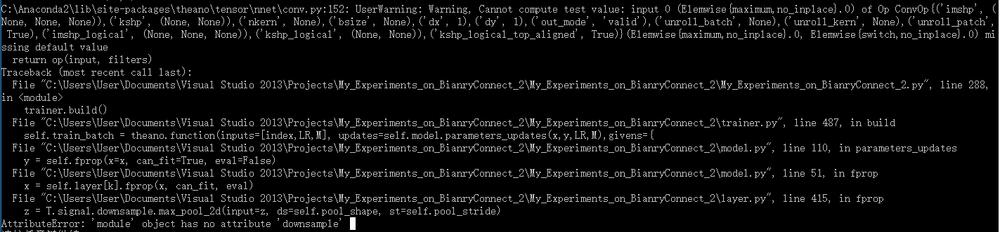 C:\Anaconda2\lib\site-packages\theano\tensor\nnet\conv.py:152: UserWarning: Warning, Cannot compute test value: input 0 (Elemwise{maximum,no_inplace}.0) of Op ConvOp{('imshp', (
None, None, None)),('kshp', (None, None)),('nkern', None),('bsize', None),('dx', 1),('dy', 1),('out_mode', 'valid'),('unroll_batch', None),('unroll_kern', None),('unroll_patch',
 True),('imshp_logical', (None, None, None)),('kshp_logical', (None, None)),('kshp_logical_top_aligned', True)}(Elemwise{maximum,no_inplace}.0, Elemwise{switch,no_inplace}.0) mi
ssing default value
  return op(input, filters)
Traceback (most recent call last):
  File "C:\Users\User\Documents\Visual Studio 2013\Projects\My_Experiments_on_BianryConnect_2\My_Experiments_on_BianryConnect_2\My_Experiments_on_BianryConnect_2.py", line 288,
in <module>
    trainer.build()
  File "C:\Users\User\Documents\Visual Studio 2013\Projects\My_Experiments_on_BianryConnect_2\My_Experiments_on_BianryConnect_2\trainer.py", line 487, in build
    self.train_batch = theano.function(inputs=[index,LR,M], updates=self.model.parameters_updates(x,y,LR,M),givens={
  File "C:\Users\User\Documents\Visual Studio 2013\Projects\My_Experiments_on_BianryConnect_2\My_Experiments_on_BianryConnect_2\model.py", line 110, in parameters_updates
    y = self.fprop(x=x, can_fit=True, eval=False)
  File "C:\Users\User\Documents\Visual Studio 2013\Projects\My_Experiments_on_BianryConnect_2\My_Experiments_on_BianryConnect_2\model.py", line 51, in fprop
    x = self.layer[k].fprop(x, can_fit, eval)
  File "C:\Users\User\Documents\Visual Studio 2013\Projects\My_Experiments_on_BianryConnect_2\My_Experiments_on_BianryConnect_2\layer.py", line 415, in fprop
    z = T.signal.downsample.max_pool_2d(input=z, ds=self.pool_shape, st=self.pool_stride)
AttributeError: 'module' object has no attribute 'downsample'